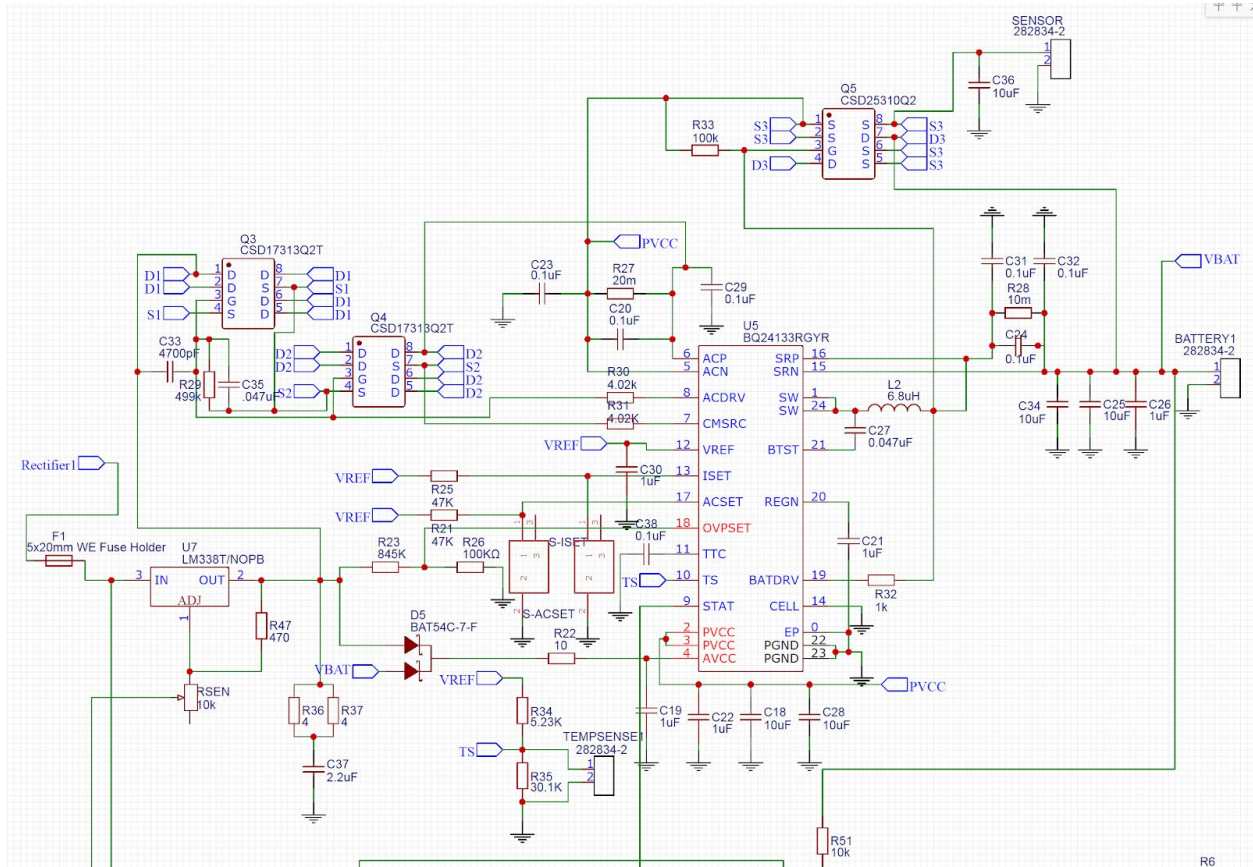 SENSOR
282834-2
1
2
C36
10uF
Q5
CSD25310Q2
S3
S3
D3
1
2
3
4
S
S
G
D
S
D
S
S
8
7
6
5
S3
D3
S3
S3
R33
100k
PVCC
Q3
CSD17313Q2T
D1
D1
S1
1
2
3
4
D
D
G
S
D
S
D
D
8
7
6
5
D1
S1
D1
D1
Q4
CSD17313Q2T
D2
D2
S2
1
2
3
4
D
D
G
S
D
S
D
D
8
7
6
5
D2
S2
D2
D2
C33
4700pF
R29
499k
C35
.047uF
C23
0.1uF
R27
20m
C20
0.1uF
C29
0.1uF
C31
0.1uF
C32
0.1uF
R28
10m
C24
0.1uF
VBAT
BATTERY1
282834-2
1
2
C34
10uF
C25
10uF
C26
1uF
U5
BQ24133RGYR
6 ACP
5 ACN
8 ACDRV
7 CMSRC
12 VREF
13 ISET
17 ACSET
18 OVPSET
11 TTC
10 TS
9 STAT
2 PVCC
3 PVCC
4 AVCC
SRP 16
SRN 15
SW 1
SW 24
BTST 21
REGN 20
BATDRV 19
CELL 14
EP 0
PGND 22
PGND 23
L2
6.8uH
C27
0.047uF
C21
1uF
R32
1k
R30
4.02k
R31
4.02K
VREF
C30
1uF
VREF
R25
47K
VREF
R21
47K
C38
0.1uF
TS
S-ISET
1
3
2
S-ACSET
1
3
2
Rectifier1
F1
5x20mm WE Fuse Holder
U7
LM338T/NOPB
3
IN
OUT
2
ADJ
1
R47
470
RSEN
10k
R23
845K
R26
100KΩ
D5
BAT54C-7-F
VBAT
R22
10
R36
4
R37
4
C37
2.2uF
VREF
R34
5.23K
TS
R35
30.1K
TEMPSENSE1
282834-2
1
2
C19
1uF
C22
1uF
C18
10uF
C28
10uF
PVCC
R51
10k
R6